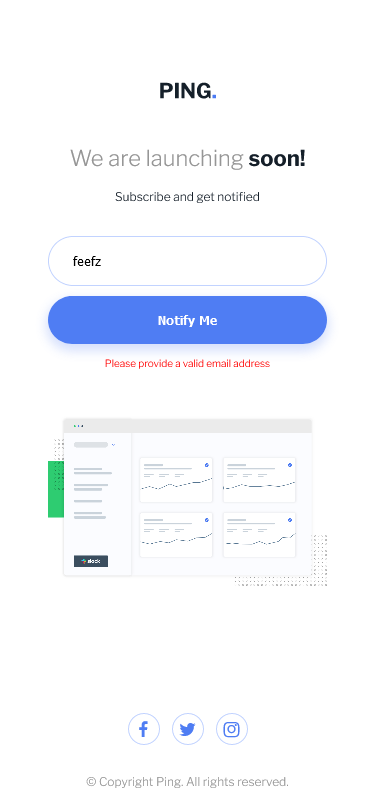 PING.
We are launching soon!
Subscribe and get notified
feefz
Notify Me
Please provide a valid email address
slack
© Copyright Ping. All rights reserved.